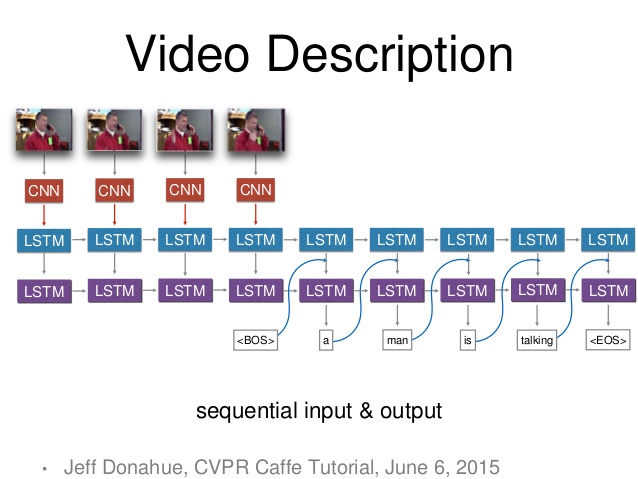 Video Description
CNN CNN CNN CNN
LSTM LSTM LSTM LSTM LSTM LSTM LSTM LSTM LSTM
LSTM LSTM LSTM LSTM LSTM LSTM LSTM LSTM LSTM
<BOS> a man is talking <EOS>
sequential input & output
• Jeff Donahue, CVPR Caffe Tutorial, June 6, 2015